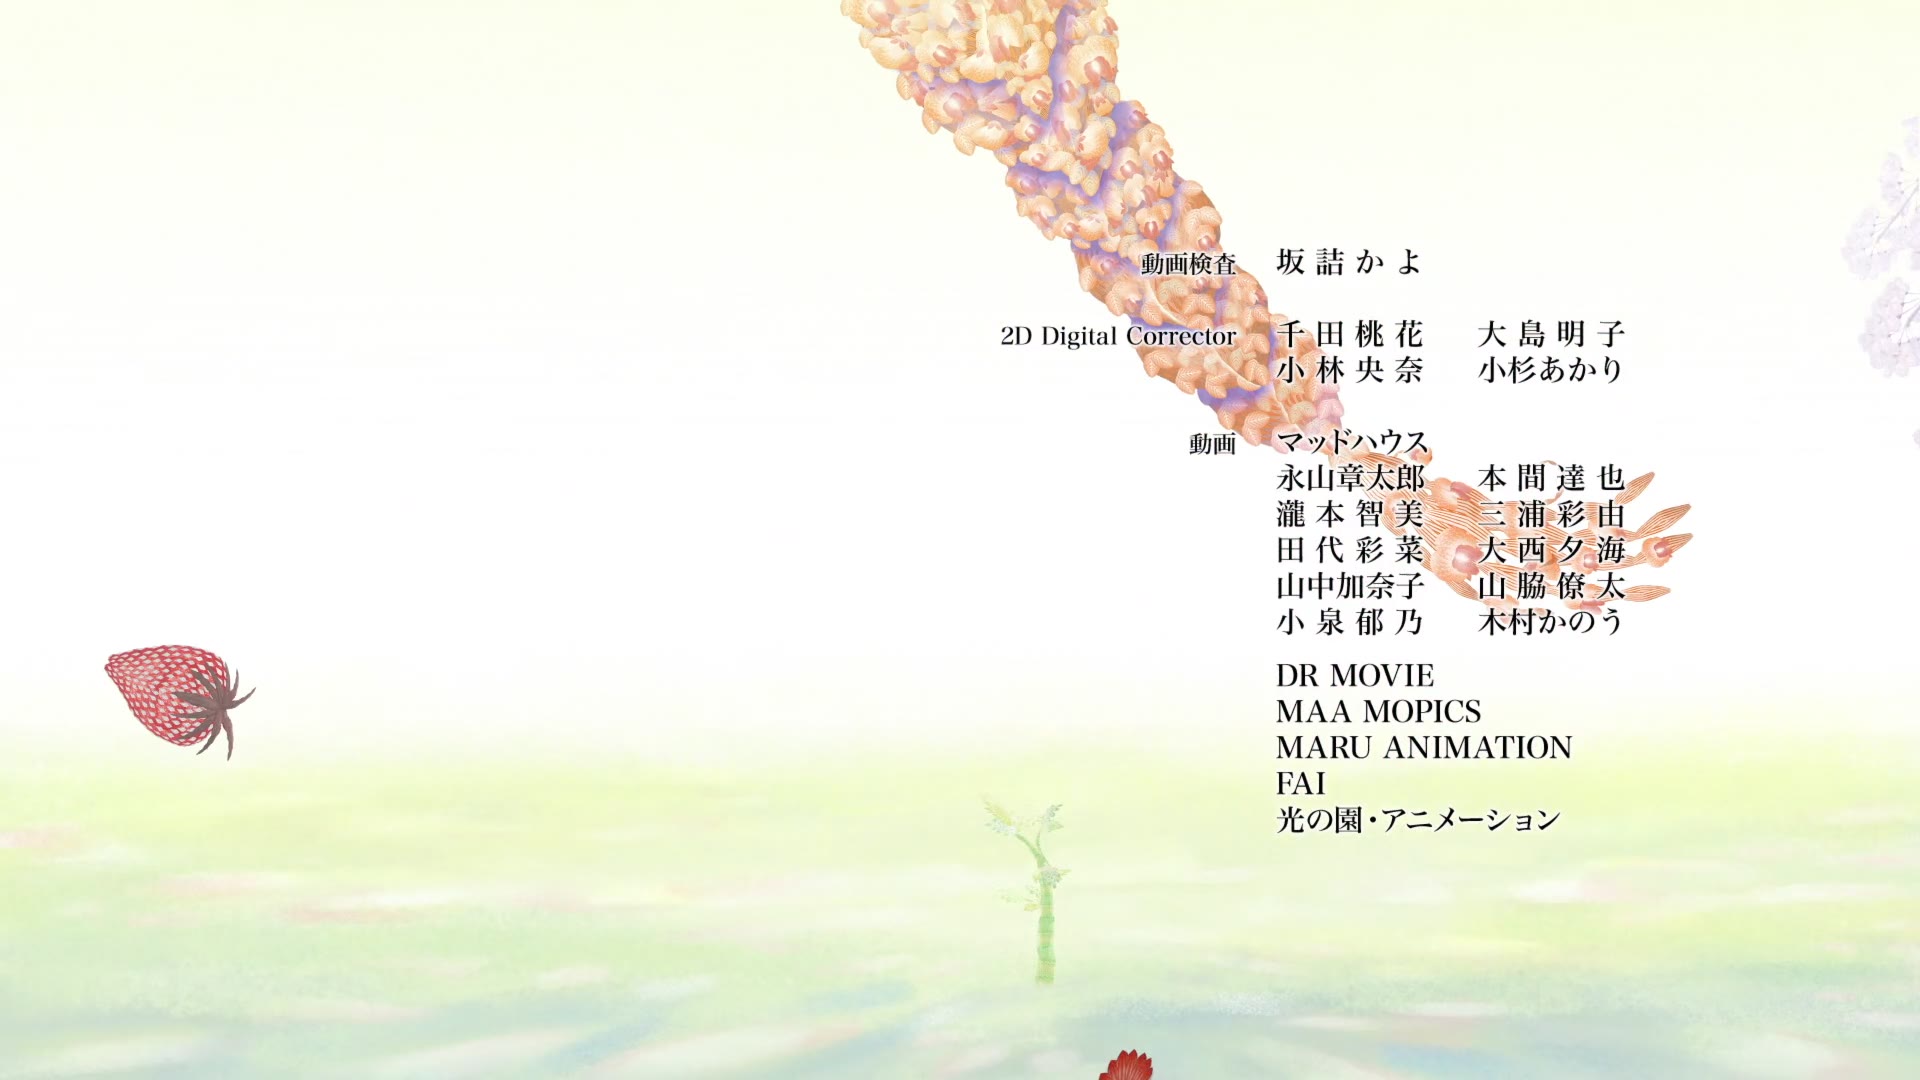 動画検査 坂詰かよ
2D Digital Corrector 千田桃花 大島明子
小林央奈 小杉あかり
動画 マッドハウス
永山章太郎 本間達也
瀧本智美 三浦彩由
田代彩菜 大西夕海
山中加奈子 山脇僚太
小泉郁乃 木村かのう
DR MOVIE
MAA MOPICS
MARU ANIMATION
FAI
光の園・アニメーション